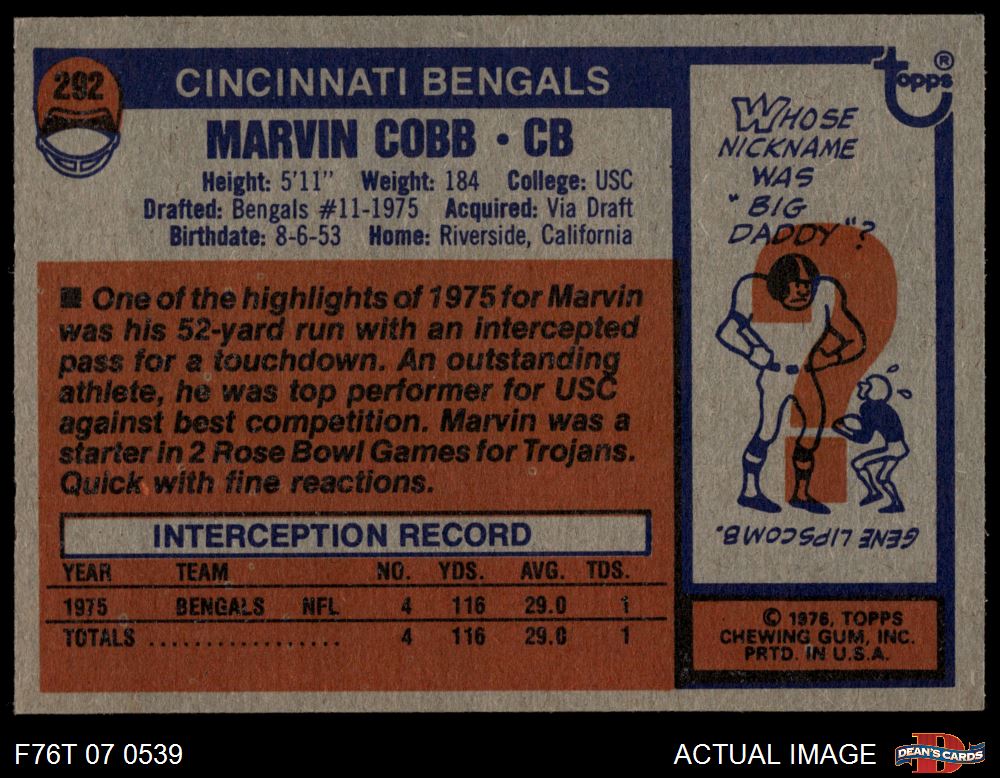 292
CINCINNATI BENGALS
MARVIN COBB • CB
Height: 5'11" Weight: 184 College: USC
Drafted: Bengals #11-1975 Acquired: Via Draft
Birthdate: 8-6-53 Home: Riverside, California
■ One of the highlights of 1975 for Marvin
was his 52-yard run with an intercepted
pass for a touchdown. An outstanding
athlete, he was top performer for USC
against best competition. Marvin was a
starter in 2 Rose Bowl Games for Trojans.
Quick with fine reactions.
INTERCEPTION RECORD
YEAR TEAM NO. YDS. AVG. TDS.
1975 BENGALS NFL 4 116 29.0 1
TOTALS ................. 4 116 29.0 1
topps®
WHOSE
NICKNAME
WAS
"BIG
DADDY"?
?
GENE LIPSCOMB.
© 1976, TOPPS
CHEWING GUM, INC.
PRTD. IN U.S.A.
F76T 07 0539
ACTUAL IMAGE
D
DEAN'S CARDS